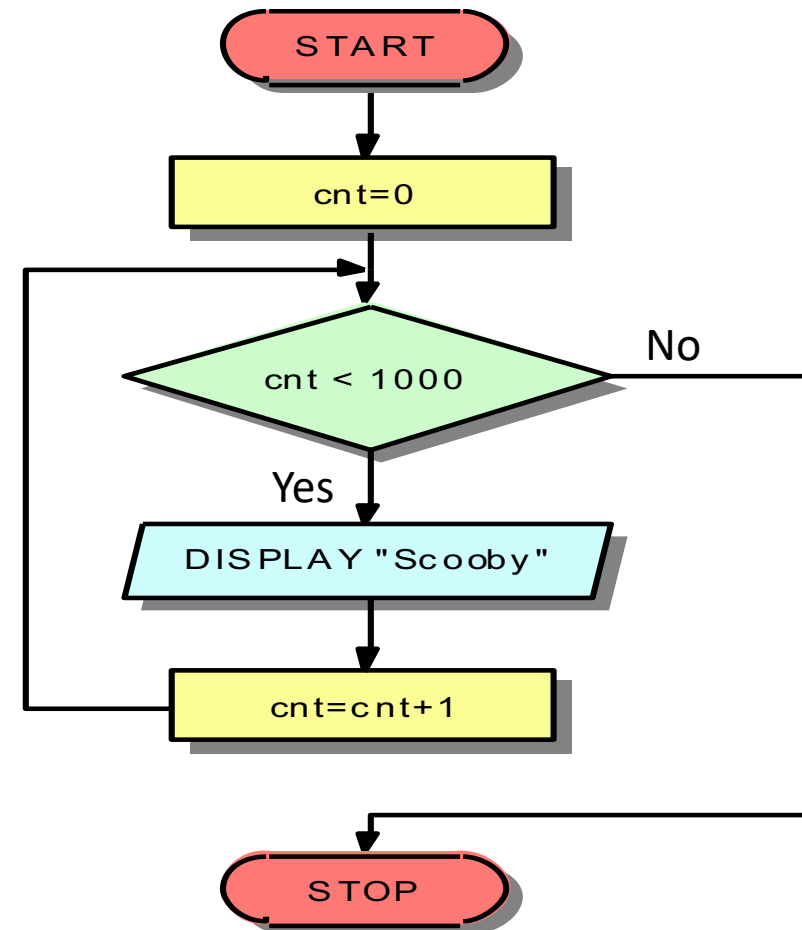 START
cnt=0
cnt < 1000
No
Yes
DISPLAY "Scooby"
cnt=cnt+1
STOP